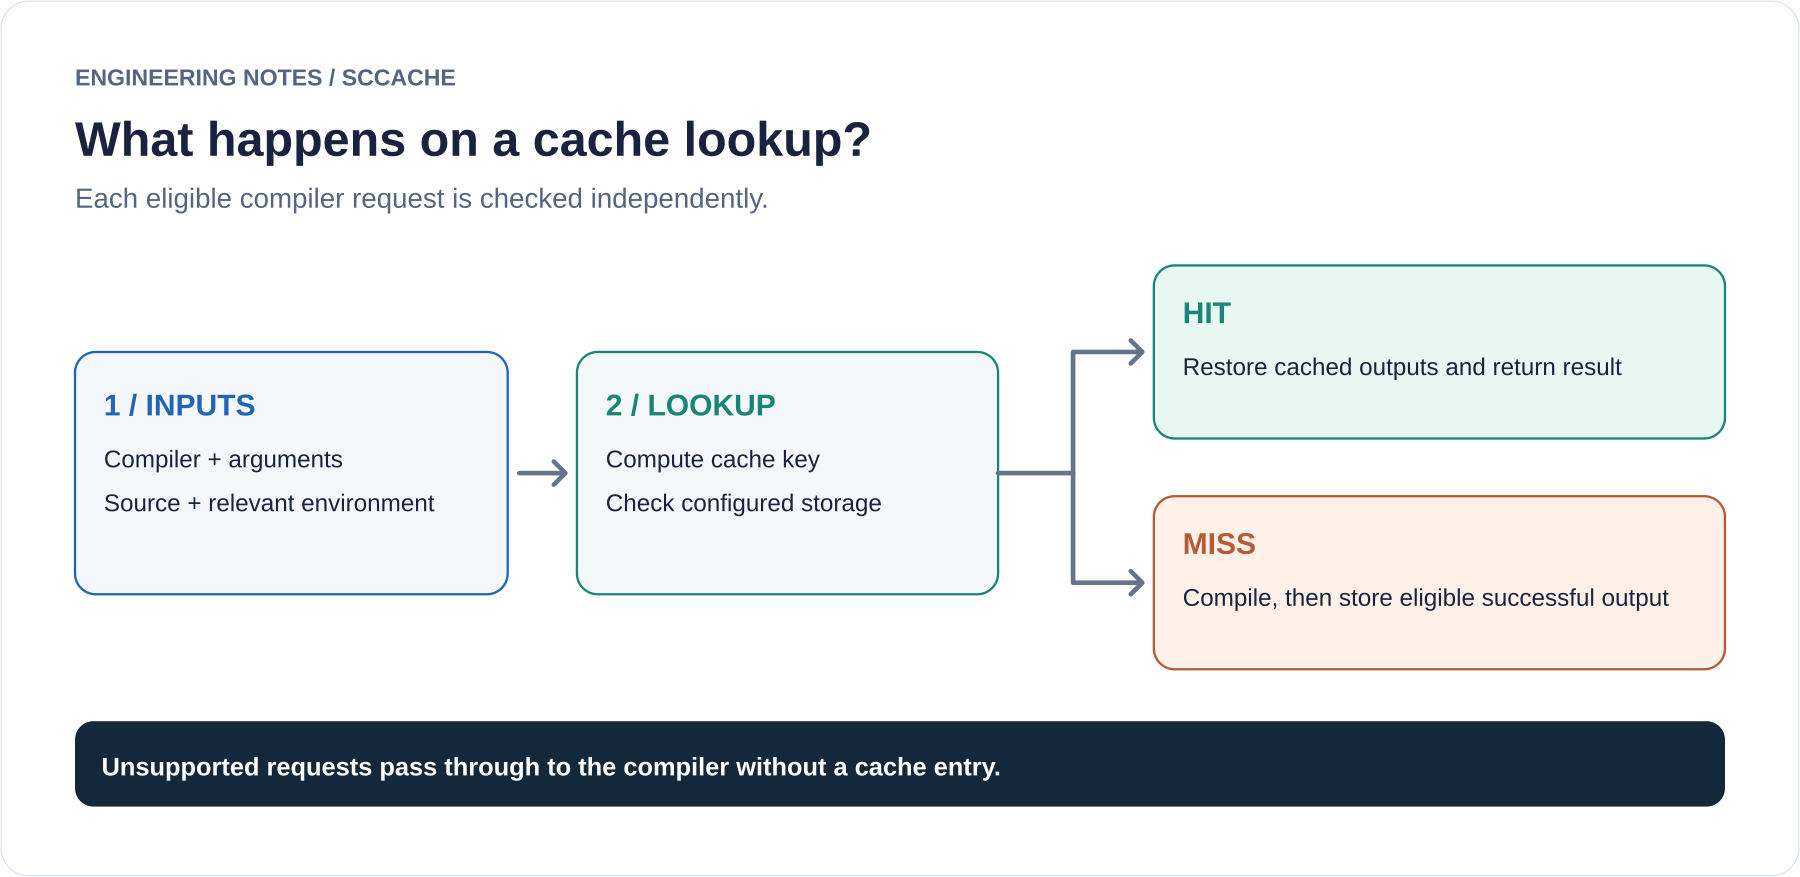 ENGINEERING NOTES / SCCACHE
What happens on a cache lookup?
Each eligible compiler request is checked independently.
1 / INPUTS
Compiler + arguments
Source + relevant environment
2 / LOOKUP
Compute cache key
Check configured storage
HIT
Restore cached outputs and return result
MISS
Compile, then store eligible successful output
Unsupported requests pass through to the compiler without a cache entry.